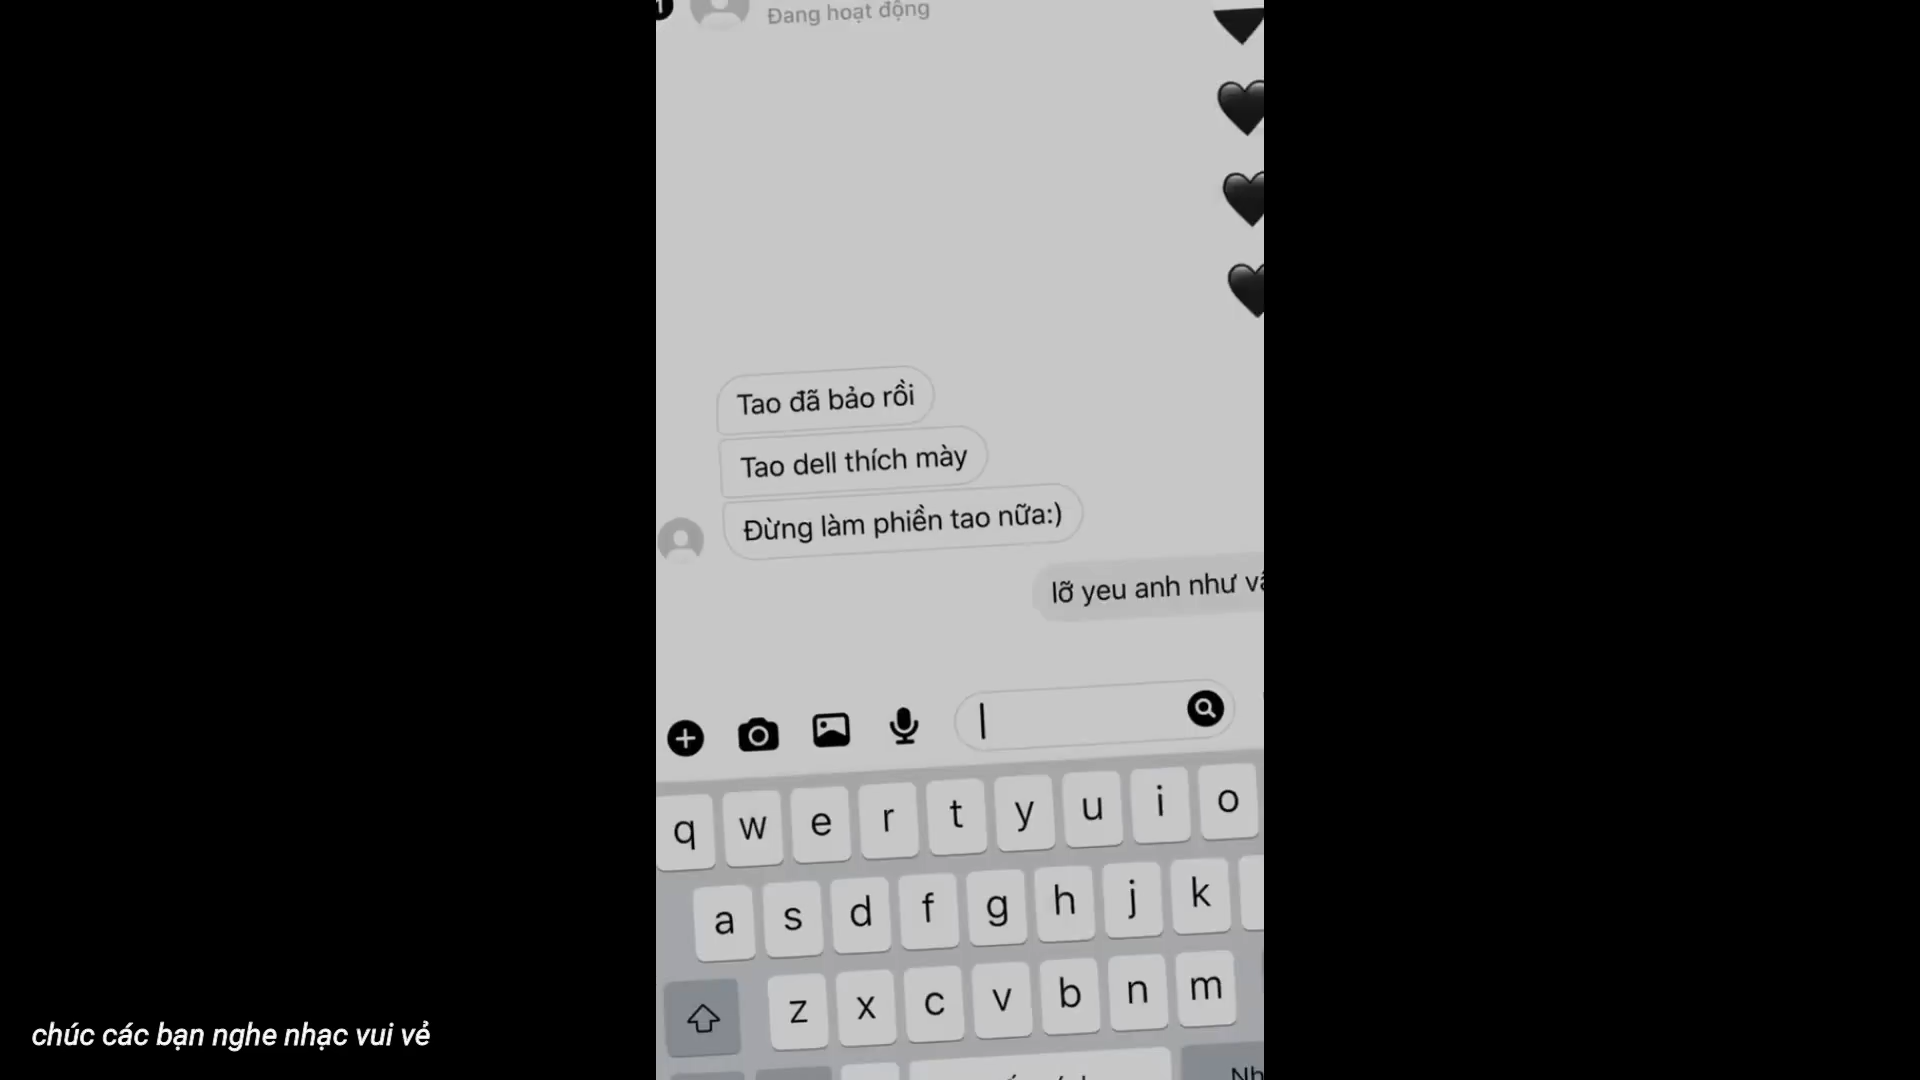 Đang hoạt động
Tao đã bảo rồi
Tao dell thích mày
Đừng làm phiền tao nữa:)
lỡ yeu anh như
q w e r t y u i o
a s d f g h j k
z x c v b n m
chúc các bạn nghe nhạc vui vẻ